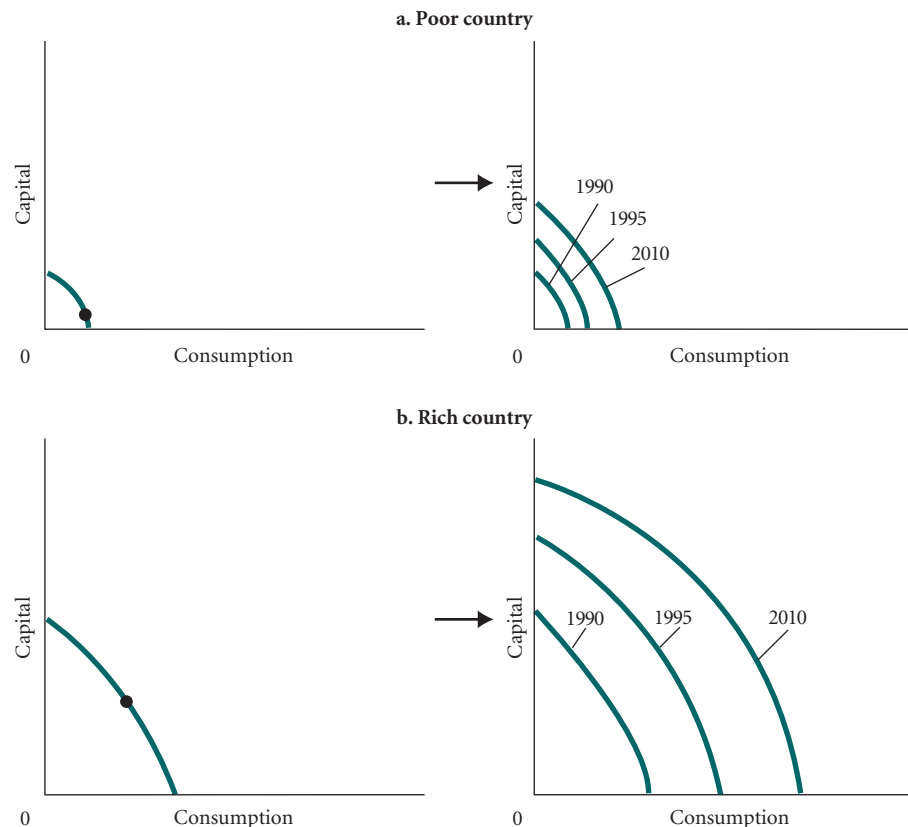 a. Poor country
Capital
0
Consumption
Capital
1990
1995
2010
0
Consumption
b. Rich country
Capital
0
Consumption
Capital
1990
1995
2010
0
Consumption